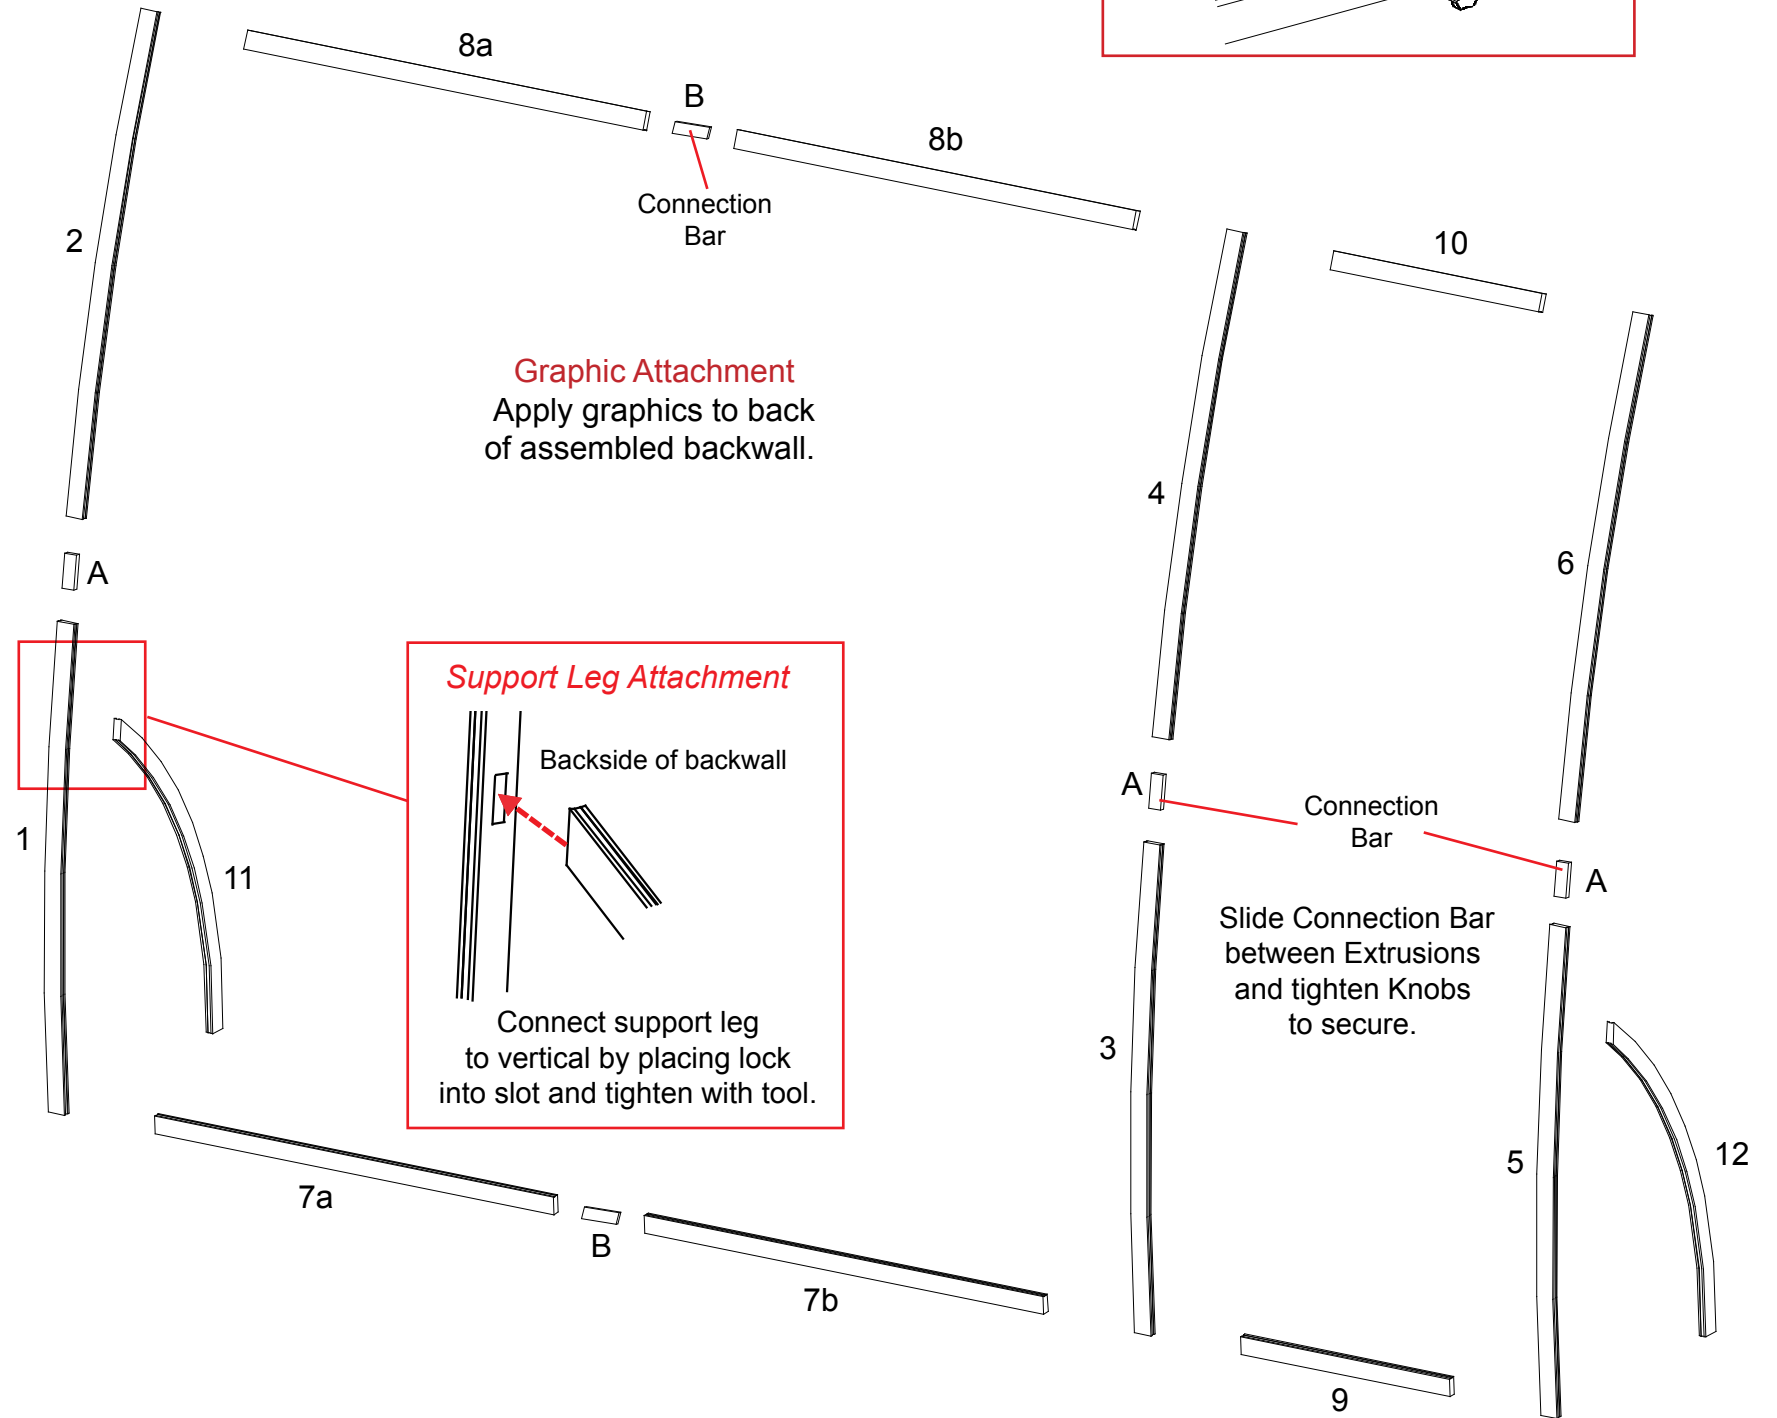 8a
B
8b
Connection
Bar
2
10
Graphic Attachment
Apply graphics to back
of assembled backwall.
4
6
A
Support Leg Attachment
Backside of backwall
A
Connection
Bar
1
11
A
Slide Connection Bar
between Extrusions
and tighten Knobs
to secure.
Connect support leg
to vertical by placing lock
into slot and tighten with tool.
3
5
12
7a
B
7b
9